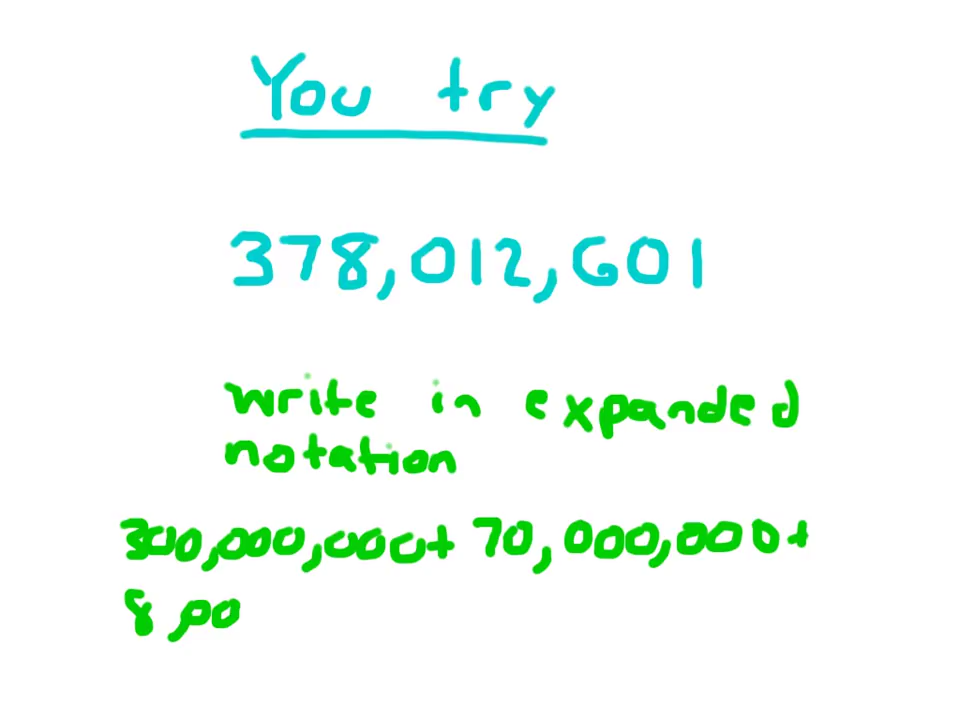 You try
378,012,601
write in expanded
notation
300,000,000+ 70,000,000+
8,00